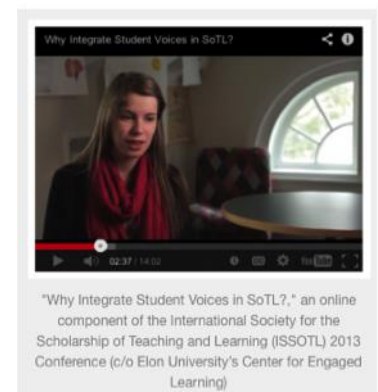 Why Integrate Student Voices in SoTL?
02:37 / 14:02
CC
YouTube
"Why Integrate Student Voices in SoTL?," an online
component of the International Society for the
Scholarship of Teaching and Learning (ISSOTL) 2013
Conference (c/o Elon University's Center for Engaged
Learning)